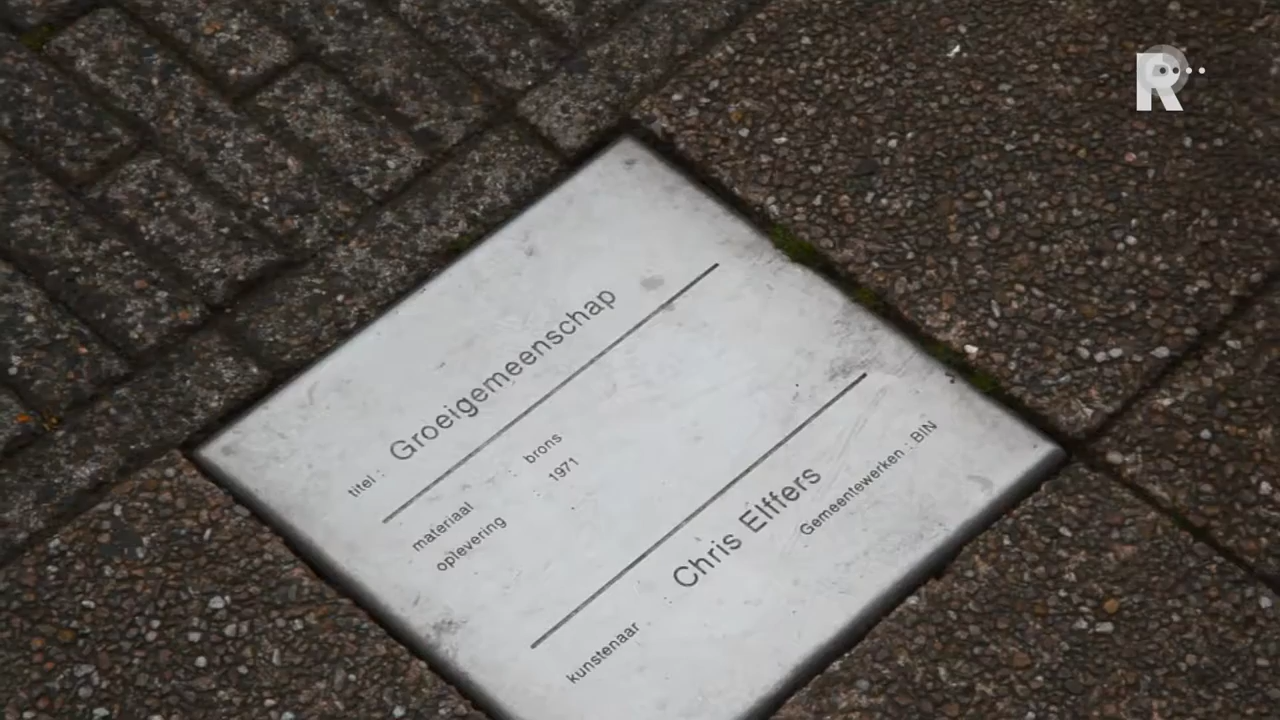 titel : Groeigemeenschap
materiaal brons
oplevering 1971
kunstenaar Chris Elffers
Gemeentewerken : BIN
R